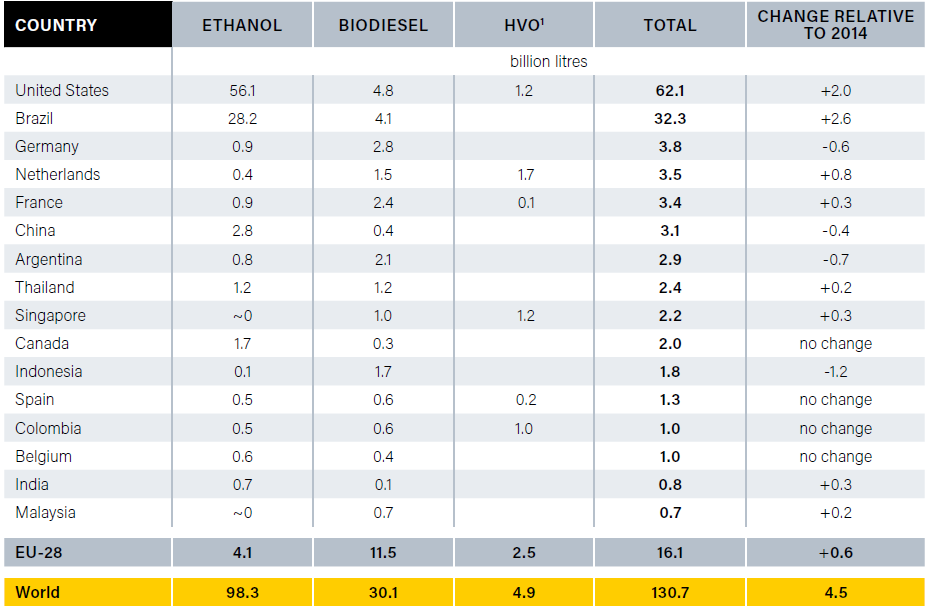 COUNTRY ETHANOL BIODIESEL HVO¹ TOTAL CHANGE RELATIVE TO 2014
billion litres
United States 56.1 4.8 1.2 62.1 +2.0
Brazil 28.2 4.1 32.3 +2.6
Germany 0.9 2.8 3.8 -0.6
Netherlands 0.4 1.5 1.7 3.5 +0.8
France 0.9 2.4 0.1 3.4 +0.3
China 2.8 0.4 3.1 -0.4
Argentina 0.8 2.1 2.9 -0.7
Thailand 1.2 1.2 2.4 +0.2
Singapore ~0 1.0 1.2 2.2 +0.3
Canada 1.7 0.3 2.0 no change
Indonesia 0.1 1.7 1.8 -1.2
Spain 0.5 0.6 0.2 1.3 no change
Colombia 0.5 0.6 1.0 1.0 no change
Belgium 0.6 0.4 1.0 no change
India 0.7 0.1 0.8 +0.3
Malaysia ~0 0.7 0.7 +0.2
EU-28 4.1 11.5 2.5 16.1 +0.6
World 98.3 30.1 4.9 130.7 4.5